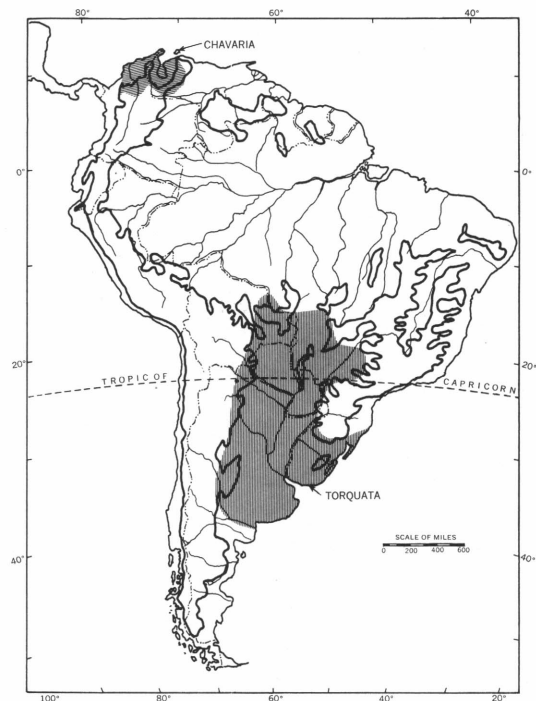 80° 60° 40°
CHAVARIA
0° 0°
20° 20°
TROPIC OF CAPRICORN
TORQUATA
SCALE OF MILES
0 200 400 600
40° 40°
100° 80° 60° 40° 20°